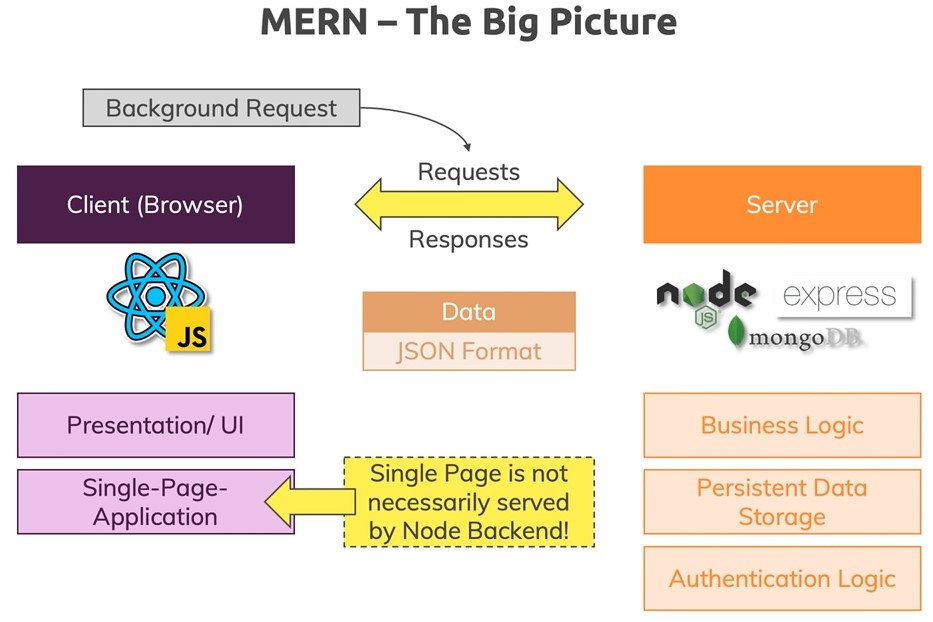 MERN – The Big Picture
Background Request
Requests
Client (Browser)
Server
Responses
JS
node
JS
express
mongoDB
Data
JSON Format
Presentation/ UI
Business Logic
Single-Page-
Application
Single Page is not
necessarily served
by Node Backend!
Persistent Data
Storage
Authentication Logic